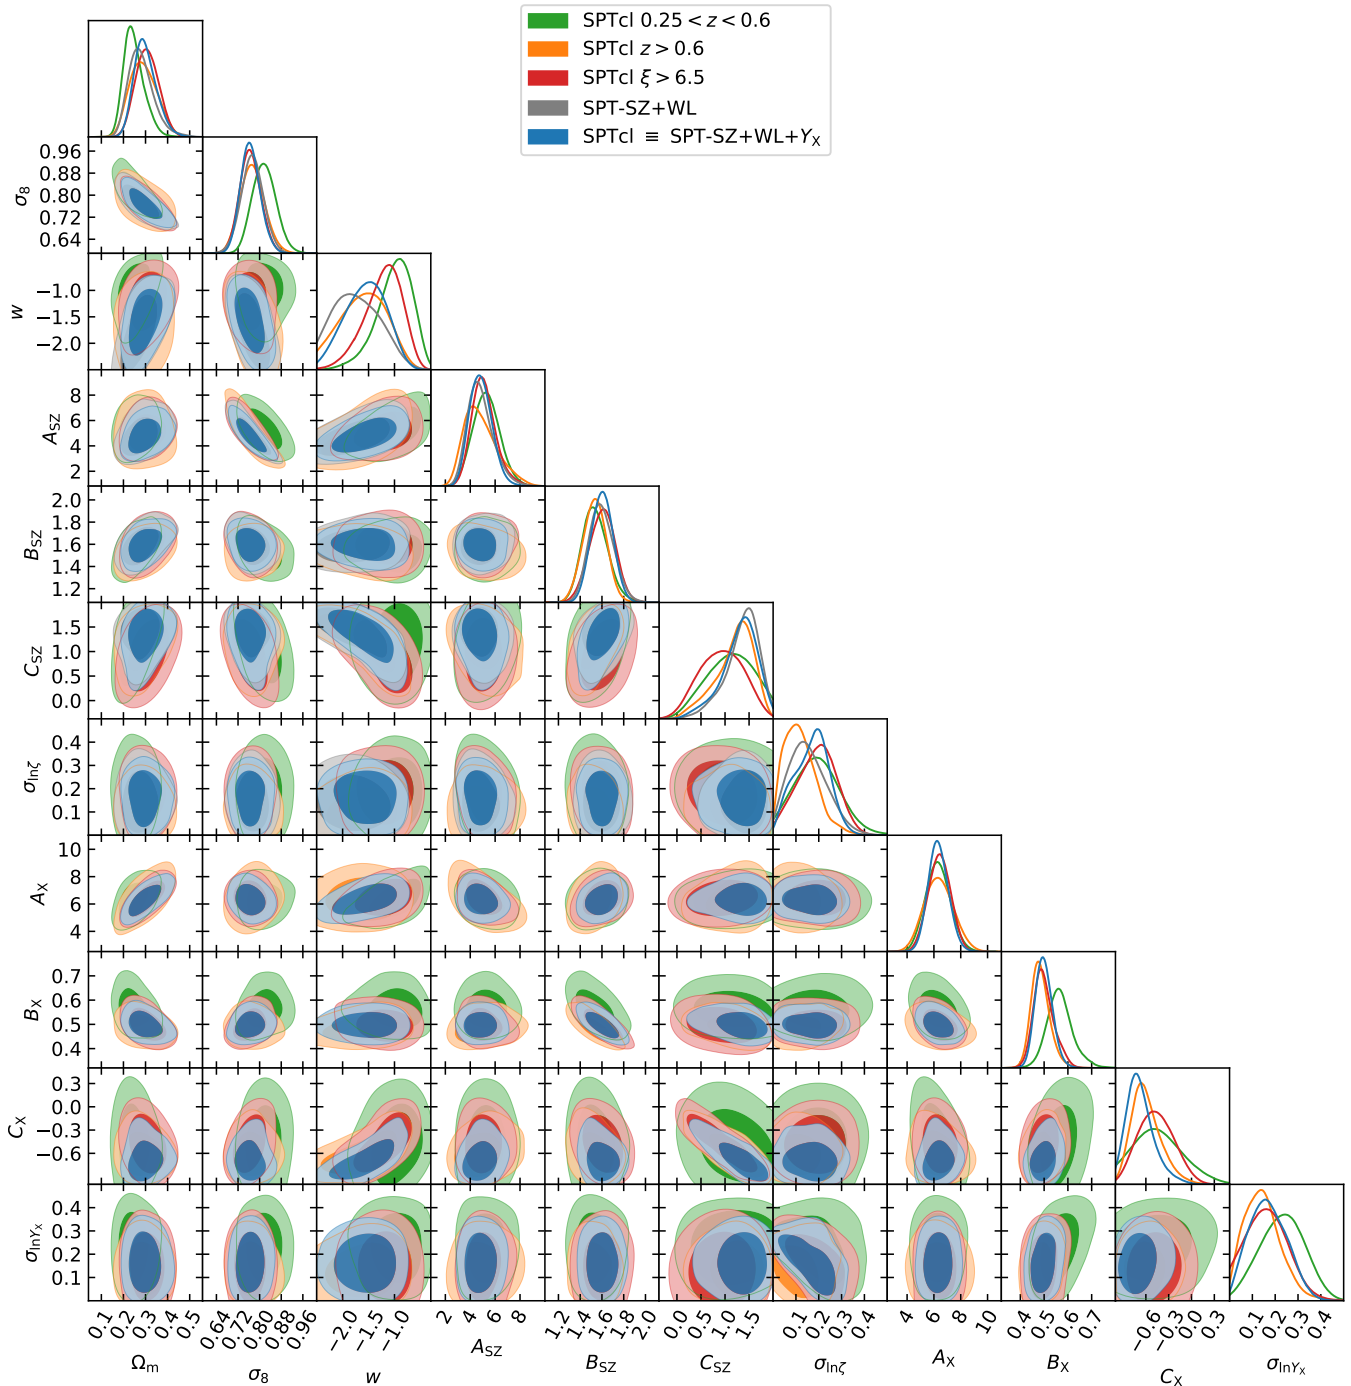 SPTcl 0.25 < z < 0.6
SPTcl z > 0.6
SPTcl ξ > 6.5
SPT-SZ+WL
SPTcl ≡ SPT-SZ+WL+Y_X
σ_8
0.96
0.88
0.80
0.72
0.64
w
−1.0
−1.5
−2.0
A_SZ
8
6
4
2
B_SZ
2.0
1.8
1.6
1.4
1.2
C_SZ
1.5
1.0
0.5
0.0
σ_lnζ
0.4
0.3
0.2
0.1
A_X
10
8
6
4
B_X
0.7
0.6
0.5
0.4
C_X
0.3
0.0
−0.3
−0.6
σ_lnY_X
0.4
0.3
0.2
0.1
0.1 0.2 0.3 0.4 0.5
0.64 0.72 0.80 0.88 0.96
−2.0 −1.5 −1.0
2 4 6 8
1.2 1.4 1.6 1.8 2.0
0.0 0.5 1.0 1.5
0.1 0.2 0.3 0.4
4 6 8 10
0.4 0.5 0.6 0.7
−0.6 −0.3 0.0 0.3
0.1 0.2 0.3 0.4
Ω_m
σ_8
w
A_SZ
B_SZ
C_SZ
σ_lnζ
A_X
B_X
C_X
σ_lnY_X